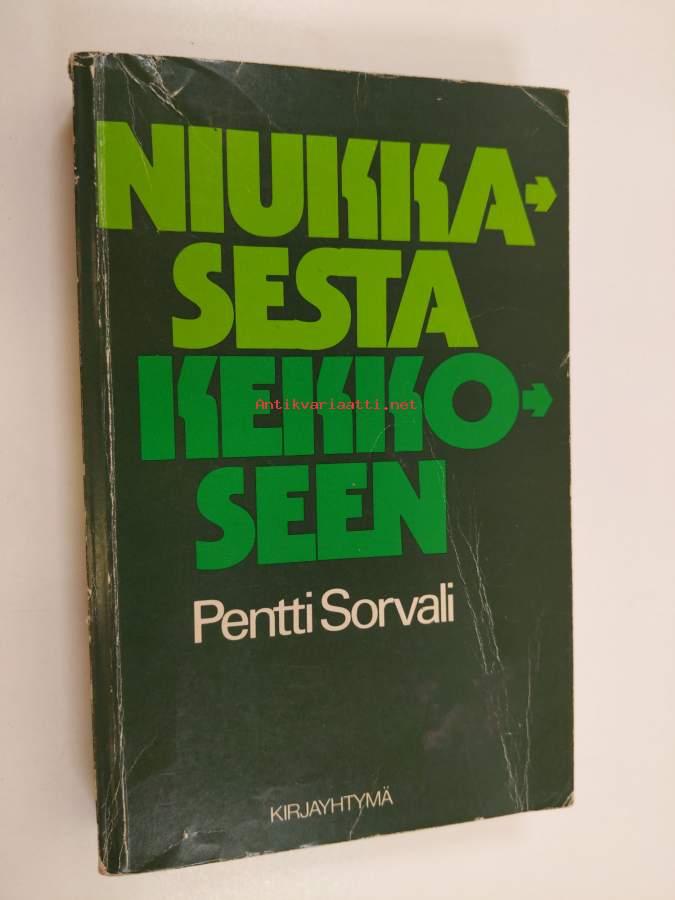 NIUKKA→
SESTA
KEKKO→
Antikvariaatti.net
SEEN
Pentti Sorvali
KIRJAYHTYMÄ